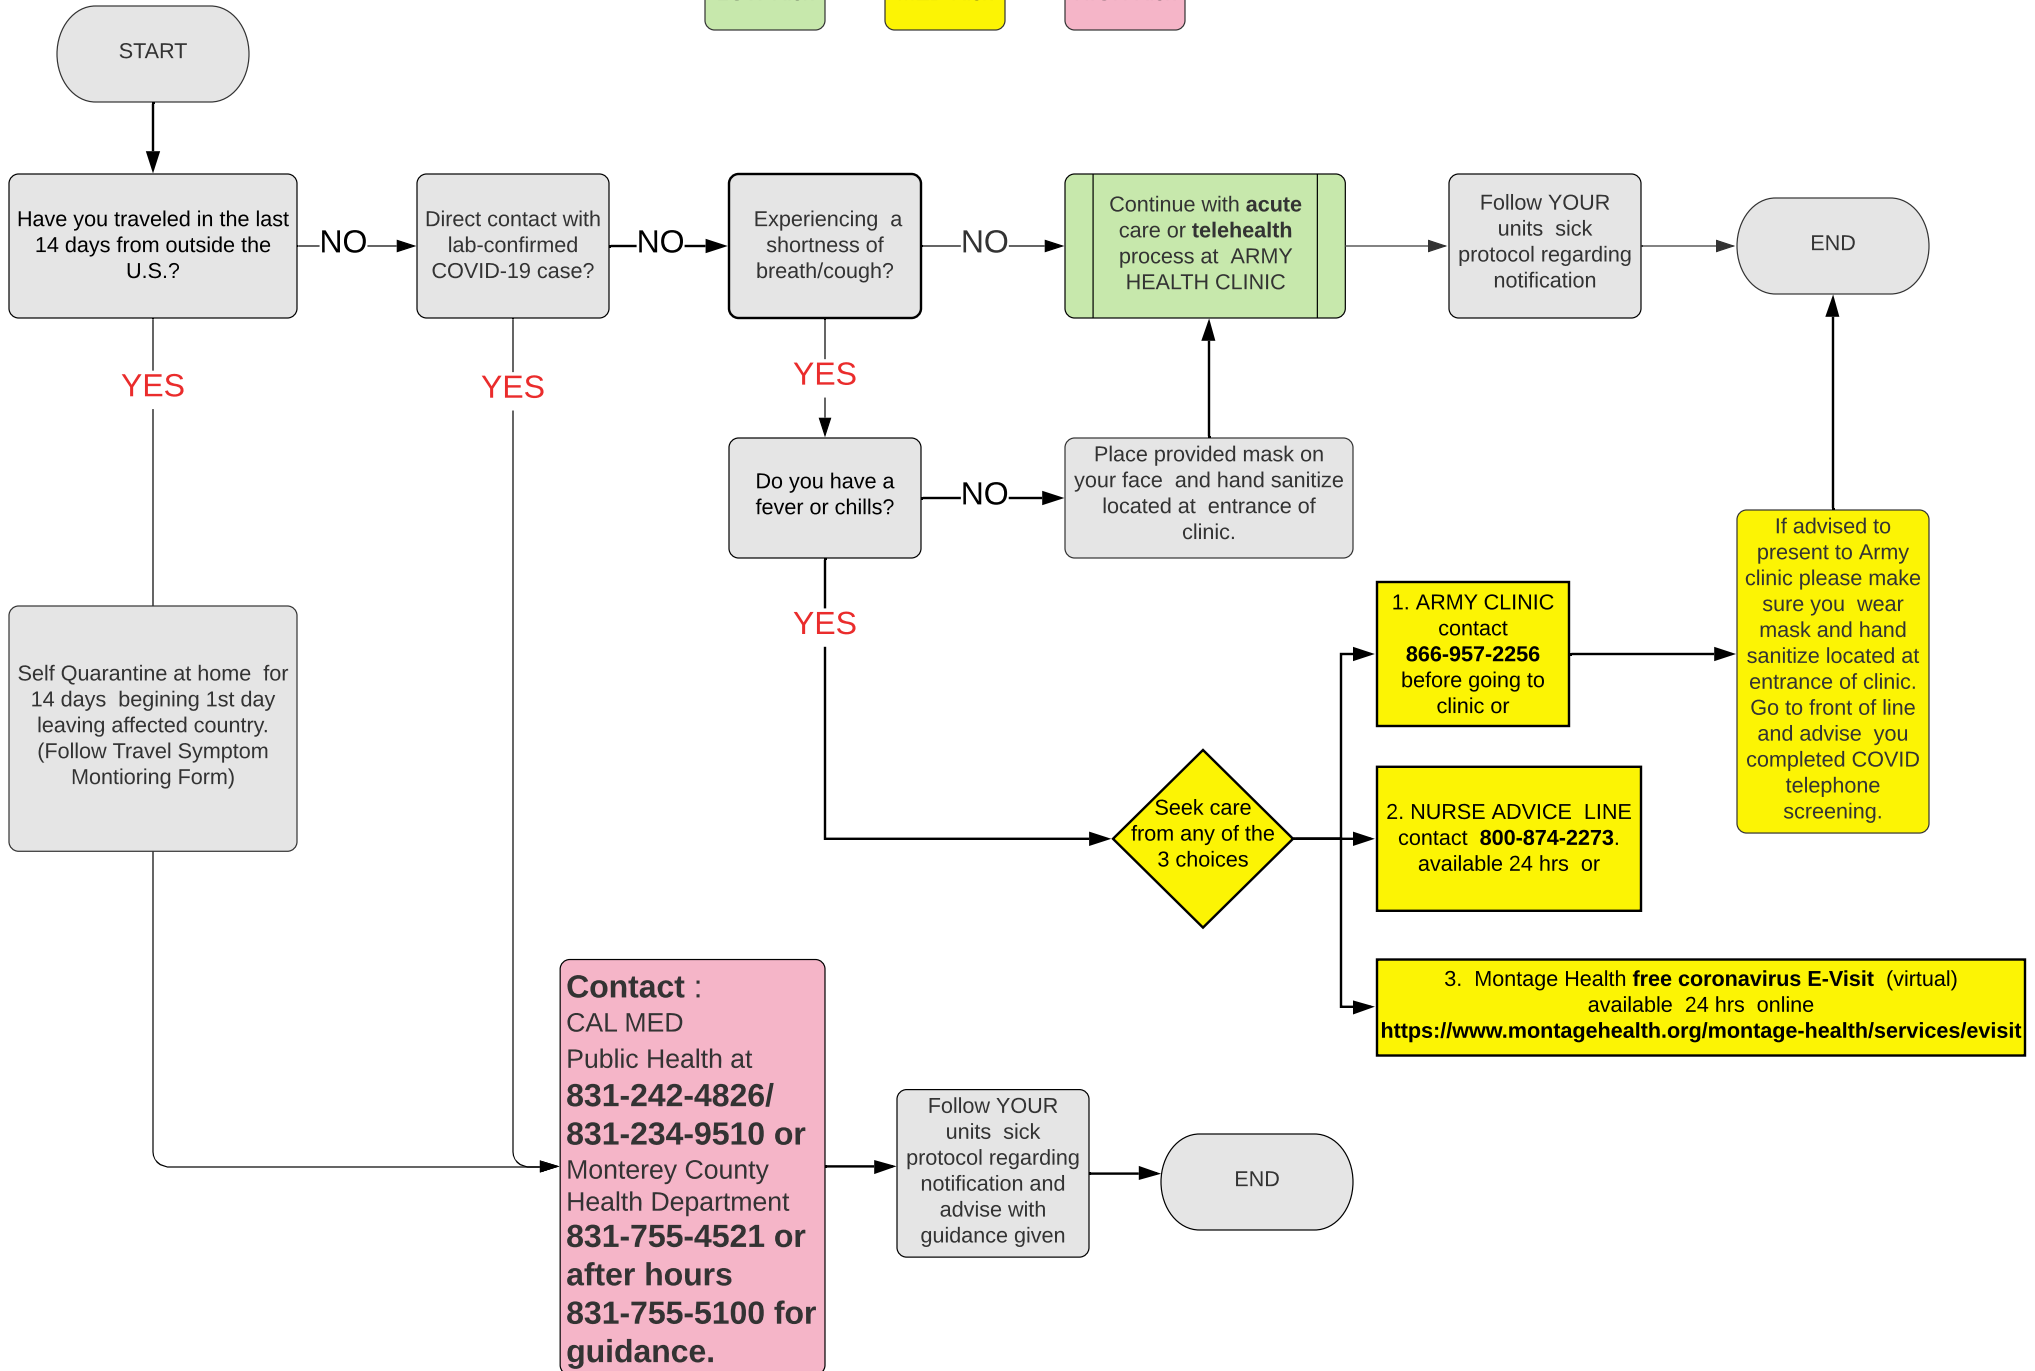 START
Have you traveled in the last
14 days from outside the
U.S.?
NO
Direct contact with
lab-confirmed
COVID-19 case?
NO
Experiencing a
shortness of
breath/cough?
NO
Continue with acute
care or telehealth
process at ARMY
HEALTH CLINIC
Follow YOUR
units sick
protocol regarding
notification
END
YES
YES
YES
Do you have a
fever or chills?
NO
Place provided mask on
your face and hand sanitize
located at entrance of
clinic.
YES
Self Quarantine at home for
14 days begining 1st day
leaving affected country.
(Follow Travel Symptom
Montioring Form)
Seek care
from any of the
3 choices
1. ARMY CLINIC
contact
866-957-2256
before going to
clinic or
If advised to
present to Army
clinic please make
sure you wear
mask and hand
sanitize located at
entrance of clinic.
Go to front of line
and advise you
completed COVID
telephone
screening.
2. NURSE ADVICE LINE
contact 800-874-2273.
available 24 hrs or
3. Montage Health free coronavirus E-Visit (virtual)
available 24 hrs online
https://www.montagehealth.org/montage-health/services/evisit
Contact :
CAL MED
Public Health at
831-242-4826/
831-234-9510 or
Monterey County
Health Department
831-755-4521 or
after hours
831-755-5100 for
guidance.
Follow YOUR
units sick
protocol regarding
notification and
advise with
guidance given
END